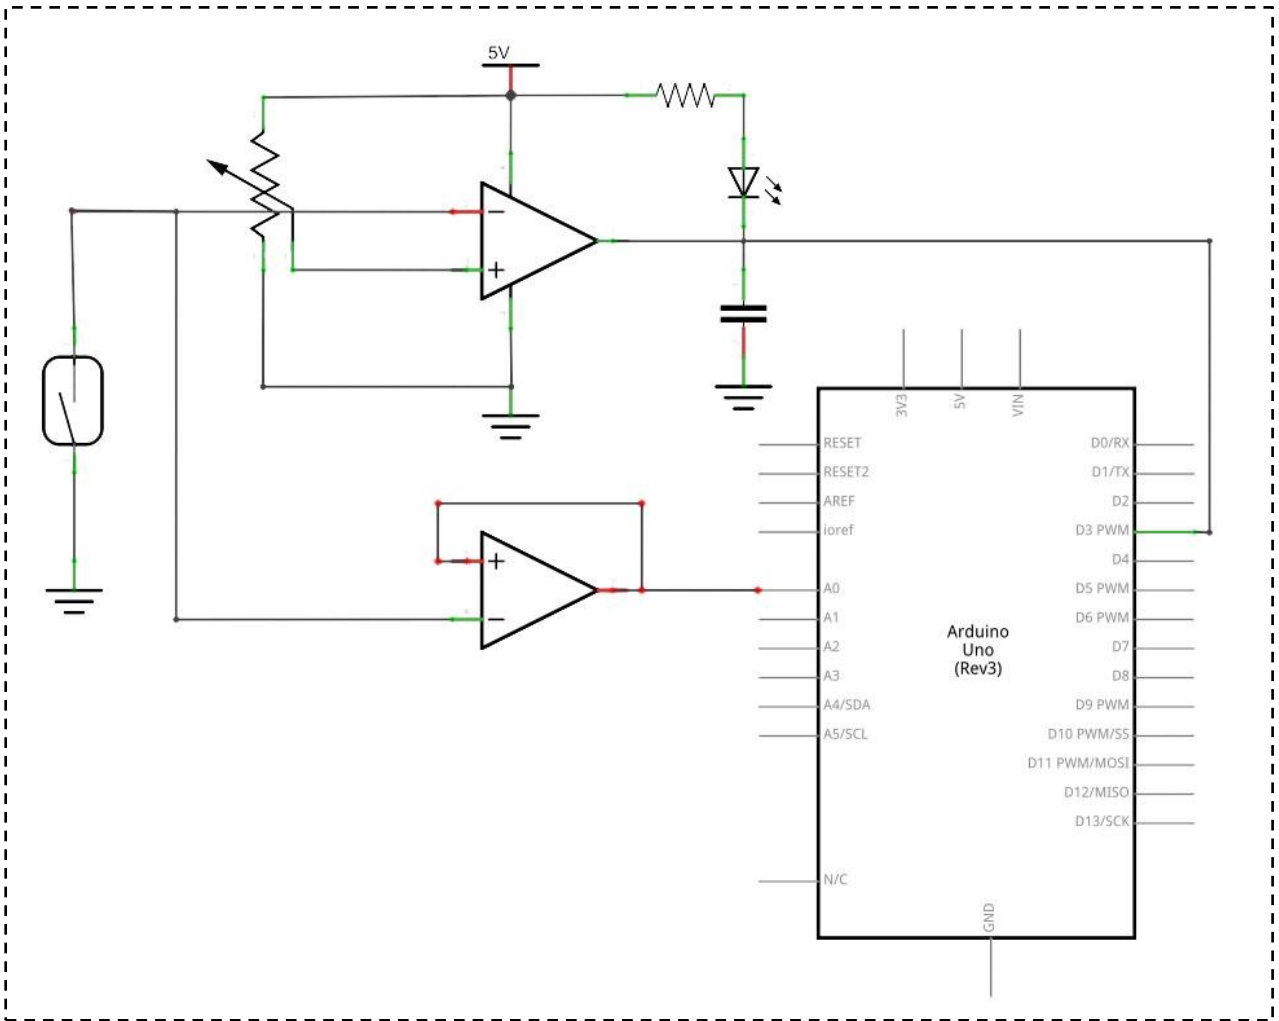 5V
−
+
+
−
3V3
5V
VIN
RESET
RESET2
AREF
ioref
A0
A1
A2
A3
A4/SDA
A5/SCL
N/C
Arduino
Uno
(Rev3)
D0/RX
D1/TX
D2
D3 PWM
D4
D5 PWM
D6 PWM
D7
D8
D9 PWM
D10 PWM/SS
D11 PWM/MOSI
D12/MISO
D13/SCK
GND